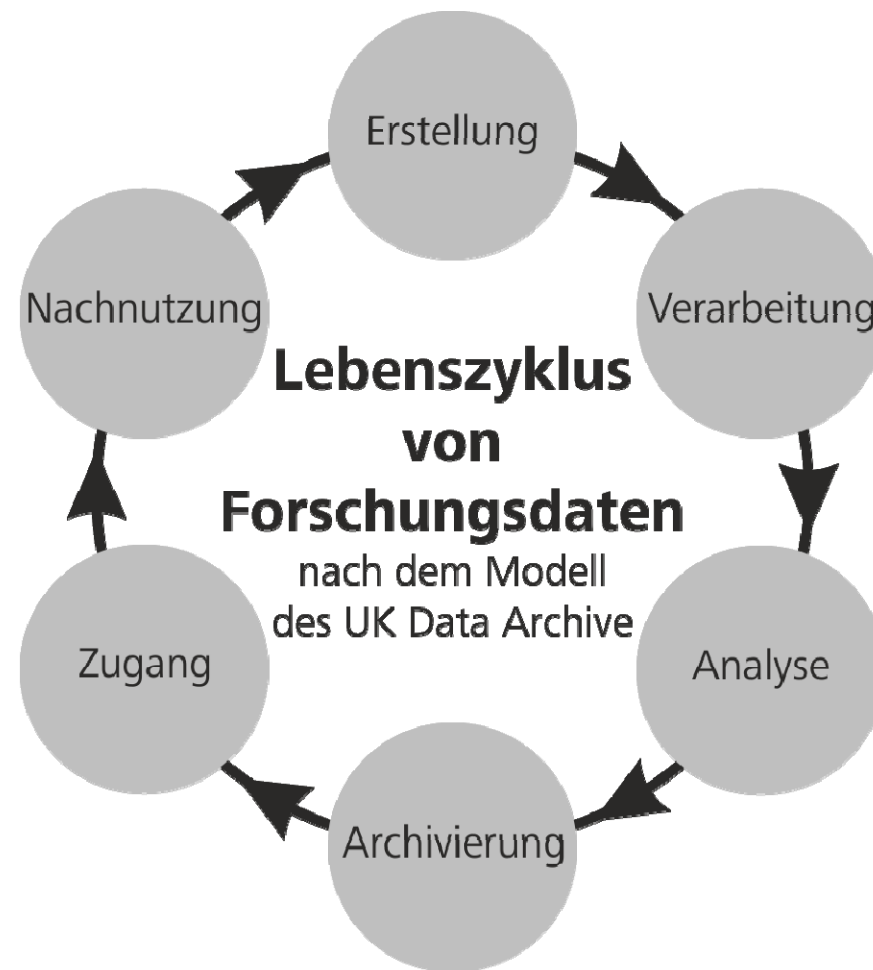 Erstellung
Verarbeitung
Analyse
Archivierung
Zugang
Nachnutzung
Lebenszyklus
von
Forschungsdaten
nach dem Modell
des UK Data Archive